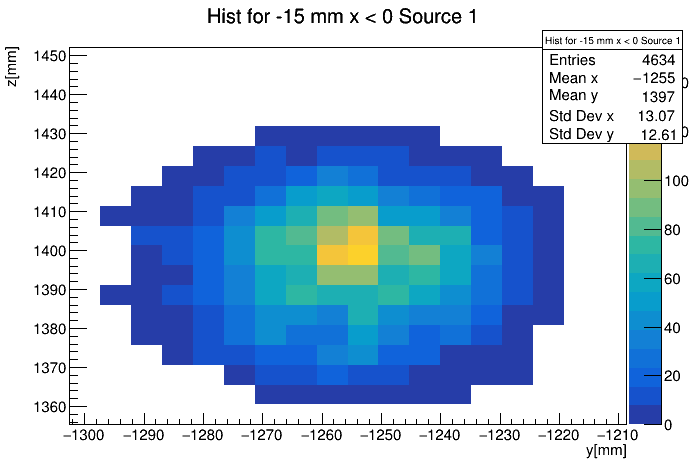 Hist for -15 mm x < 0 Source 1
z[mm]
1450
1440
1430
1420
1410
1400
1390
1380
1370
1360
−1300 −1290 −1280 −1270 −1260 −1250 −1240 −1230 −1220 −1210
y[mm]
Hist for -15 mm x < 0 Source 1
Entries 4634
Mean x −1255
Mean y 1397
Std Dev x 13.07
Std Dev y 12.61
100
80
60
40
20
0